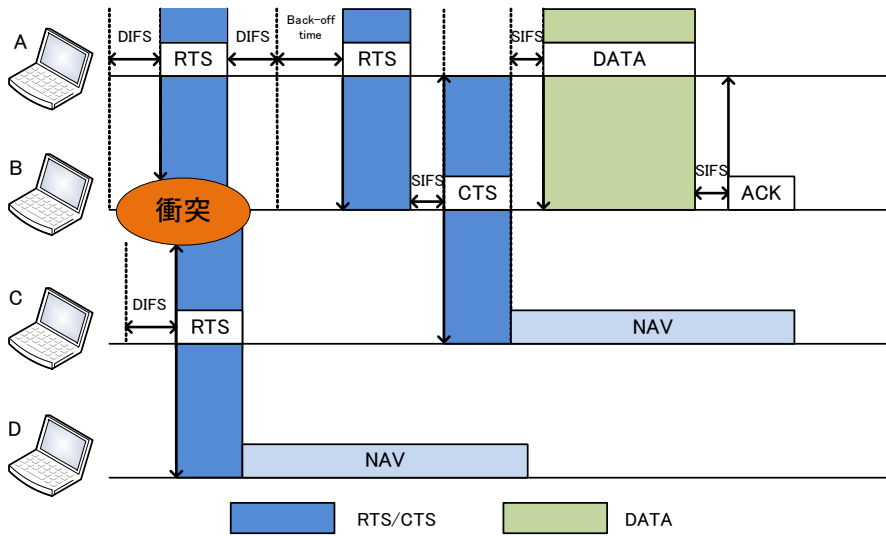 A
DIFS
RTS
DIFS
Back-off
time
RTS
SIFS
DATA
B
衝突
SIFS
CTS
SIFS
ACK
C
DIFS
RTS
NAV
D
NAV
RTS/CTS
DATA